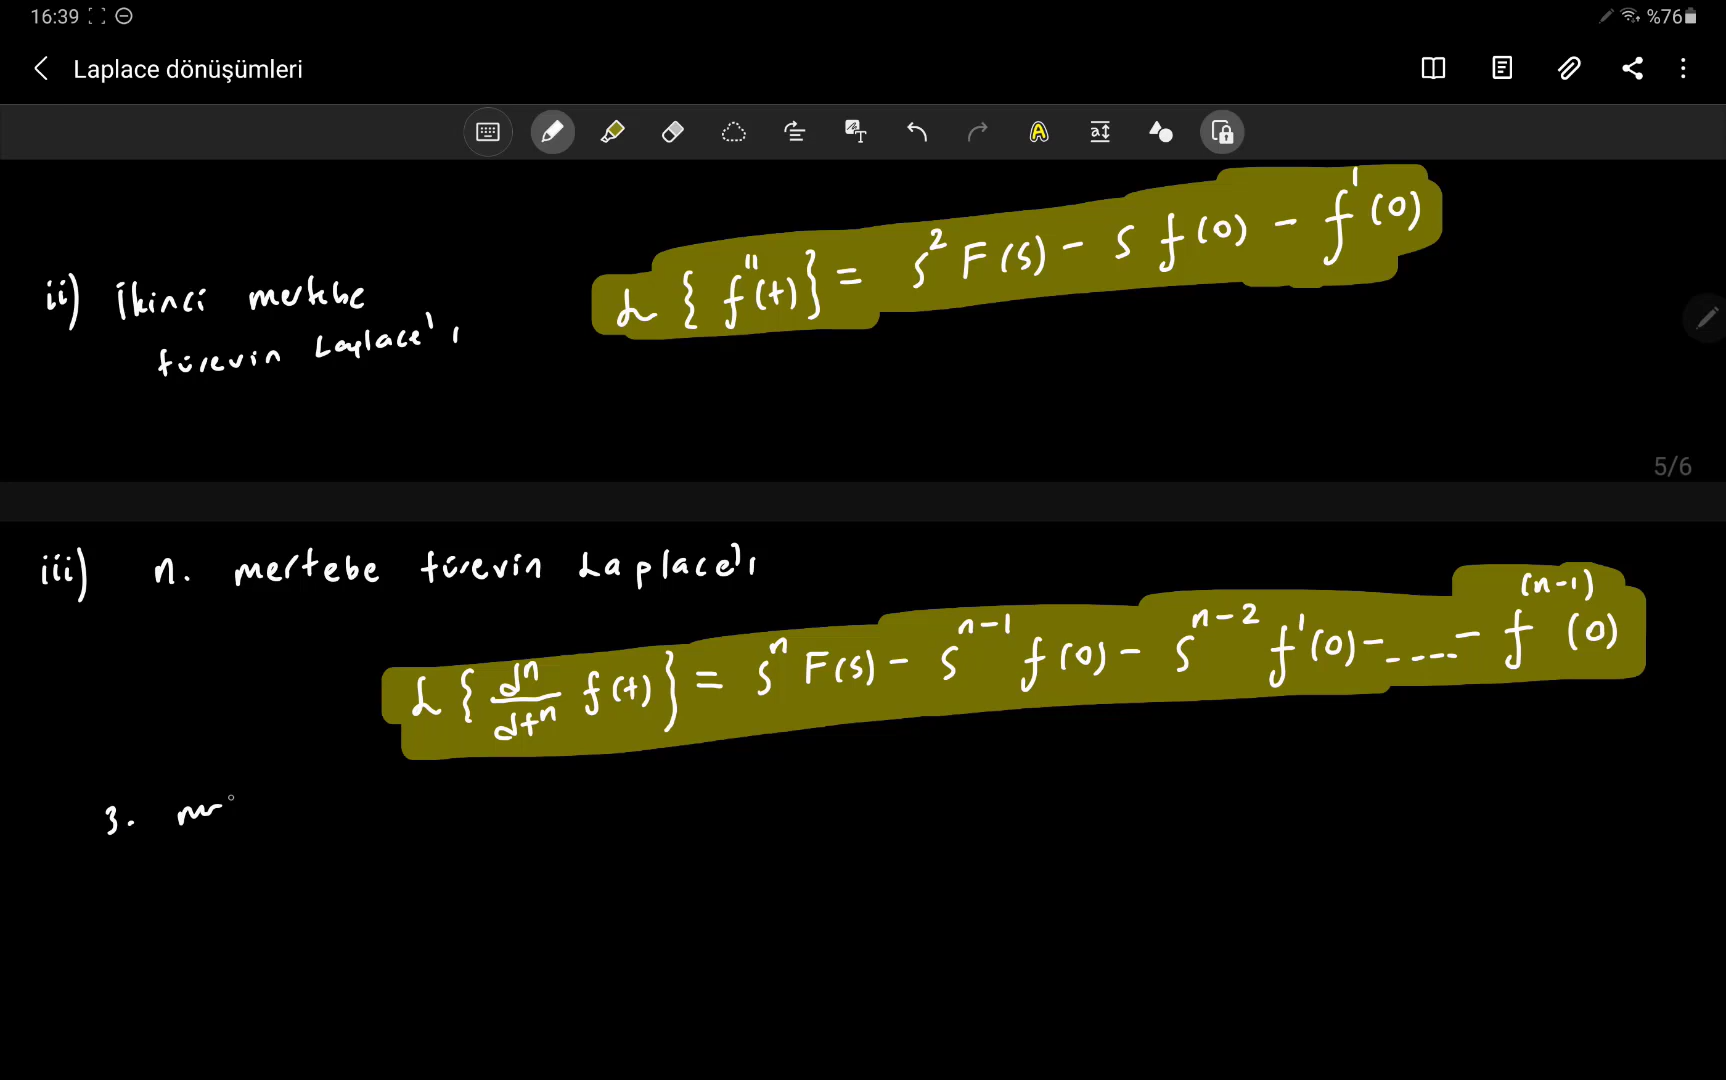 16:39
%76
Laplace dönüşümleri
ii) İkinci mertebe
türevin Laplace'ı
ℒ { f''(t) } = s² F(s) - s f(0) - f'(0)
5/6
iii) n. mertebe türevin Laplace'ı
ℒ { dⁿ/dtⁿ f(t) } = sⁿ F(s) - sⁿ⁻¹ f(0) - sⁿ⁻² f'(0) - .... - f⁽ⁿ⁻¹⁾ (0)
3.